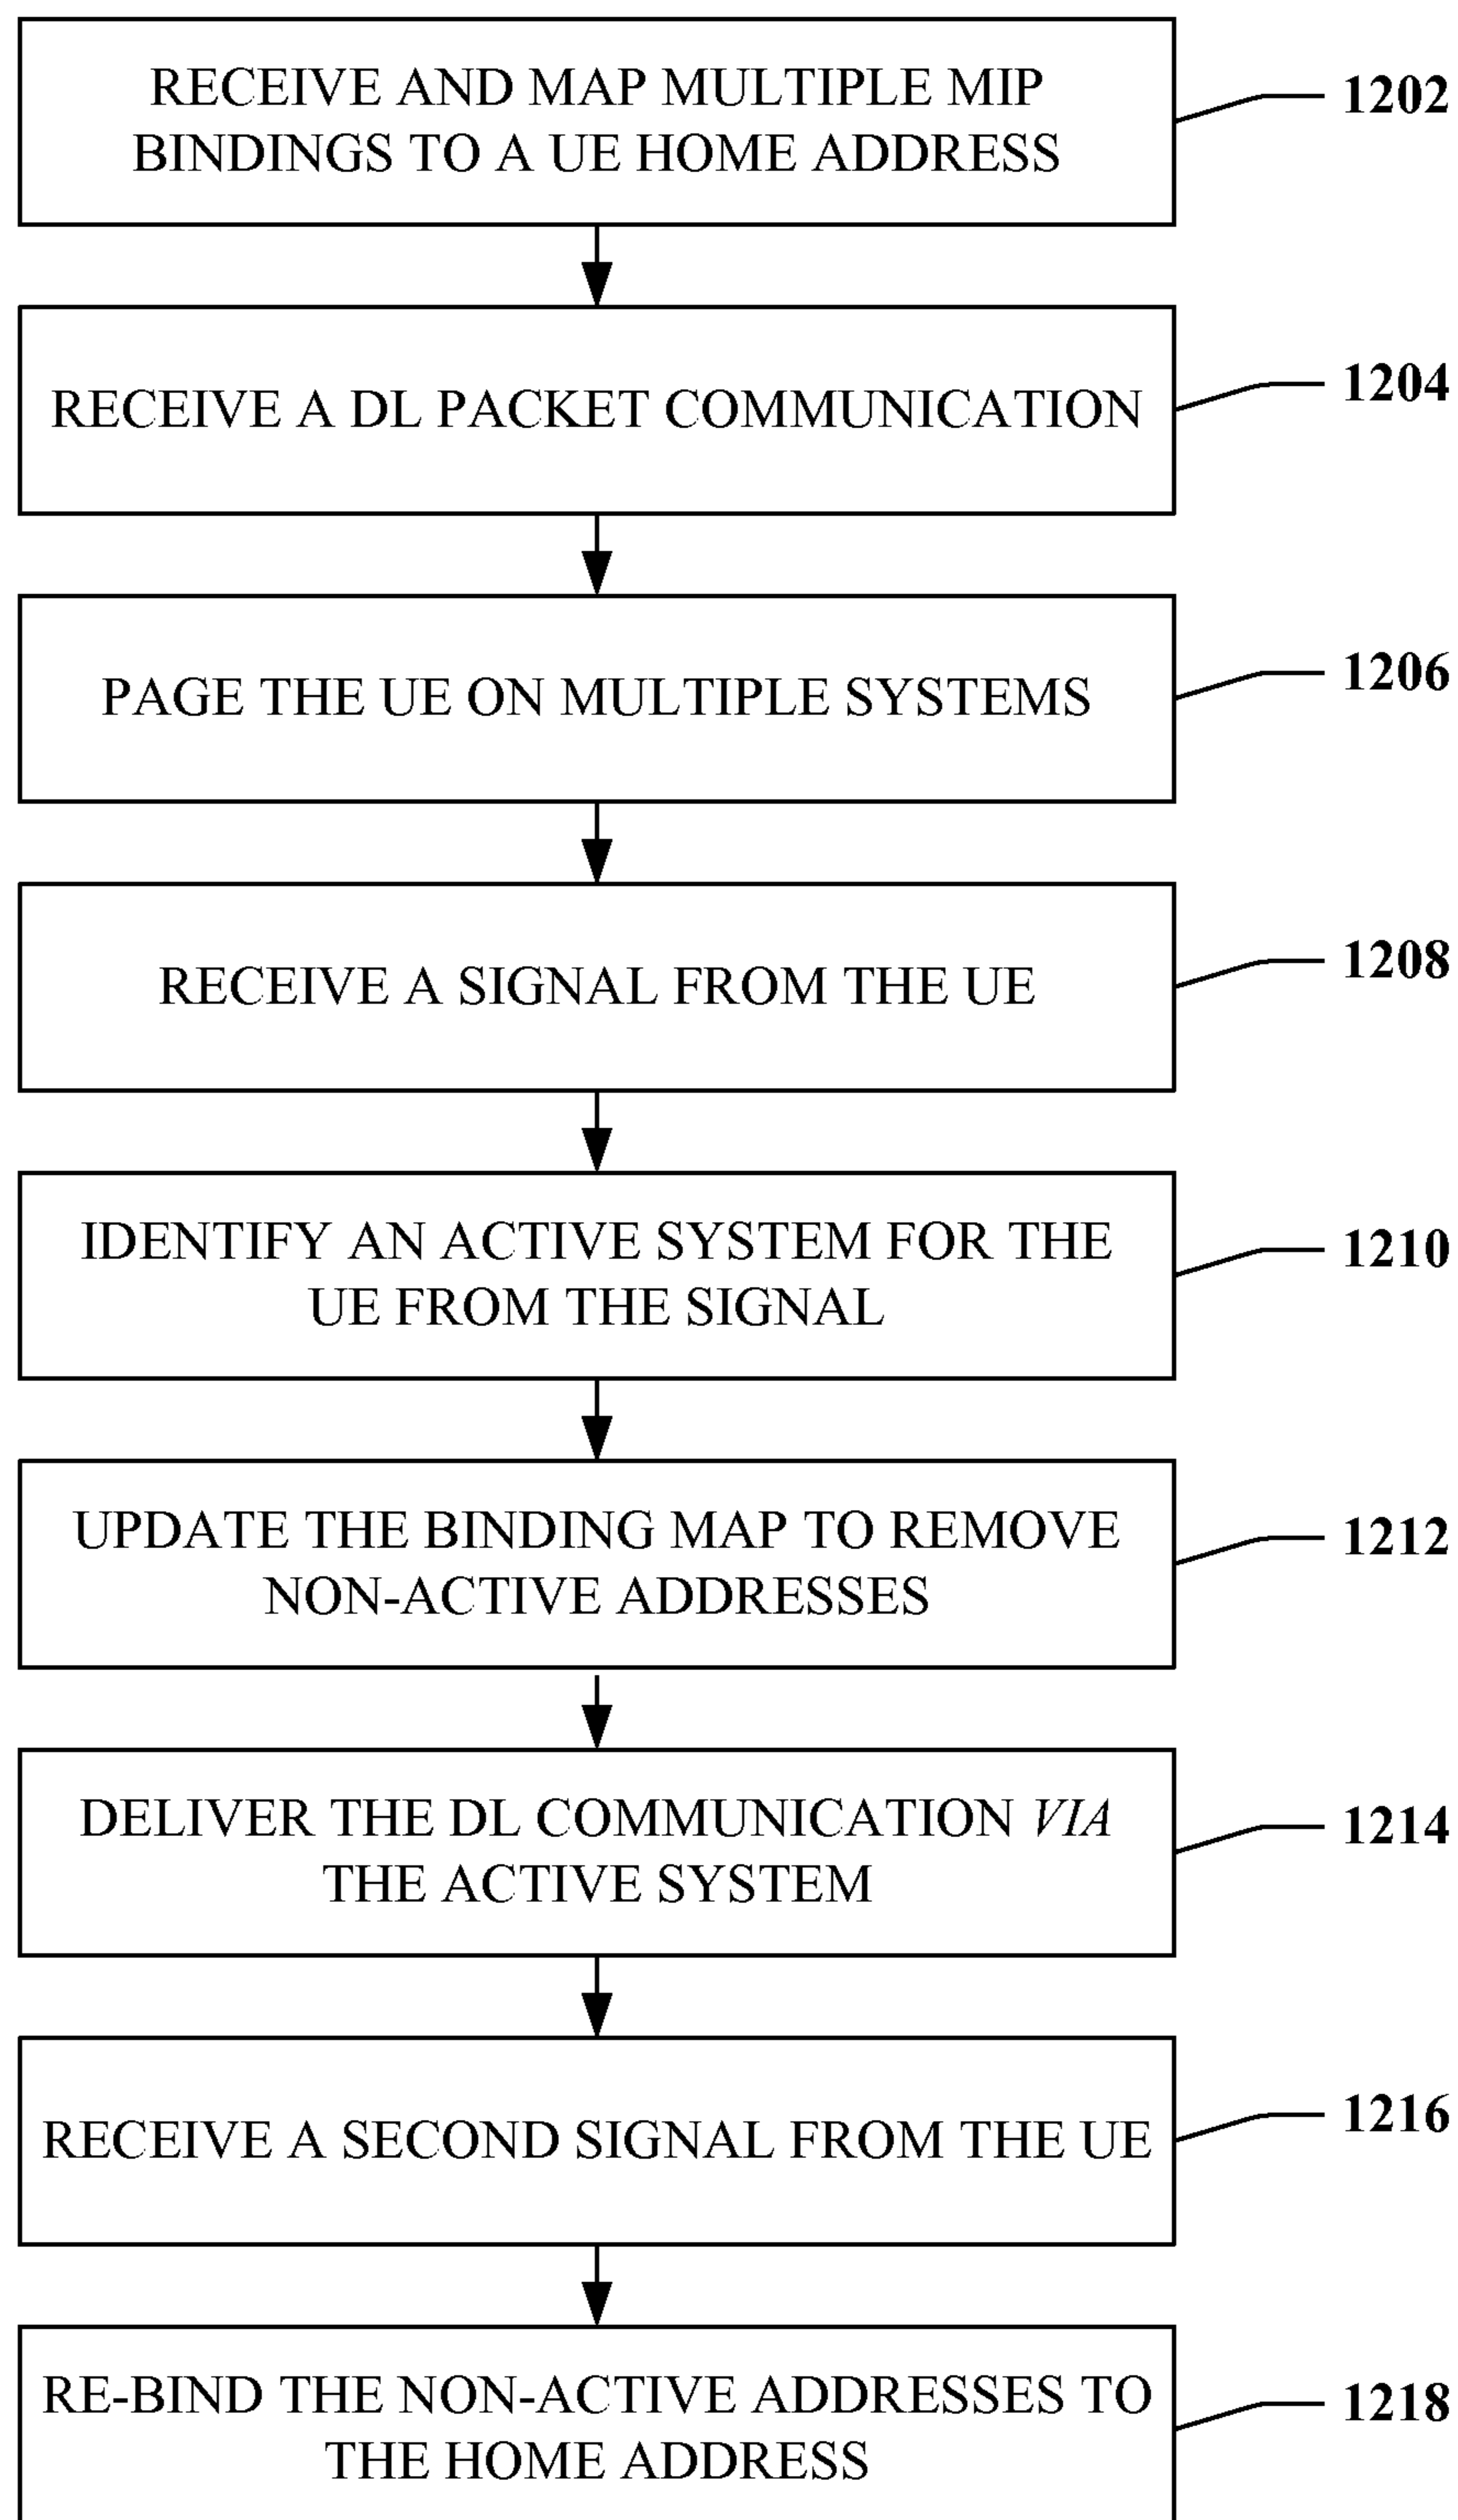 RECEIVE AND MAP MULTIPLE MIP
BINDINGS TO A UE HOME ADDRESS
1202
RECEIVE A DL PACKET COMMUNICATION
1204
PAGE THE UE ON MULTIPLE SYSTEMS
1206
RECEIVE A SIGNAL FROM THE UE
1208
IDENTIFY AN ACTIVE SYSTEM FOR THE
UE FROM THE SIGNAL
1210
UPDATE THE BINDING MAP TO REMOVE
NON-ACTIVE ADDRESSES
1212
DELIVER THE DL COMMUNICATION VIA
THE ACTIVE SYSTEM
1214
RECEIVE A SECOND SIGNAL FROM THE UE
1216
RE-BIND THE NON-ACTIVE ADDRESSES TO
THE HOME ADDRESS
1218